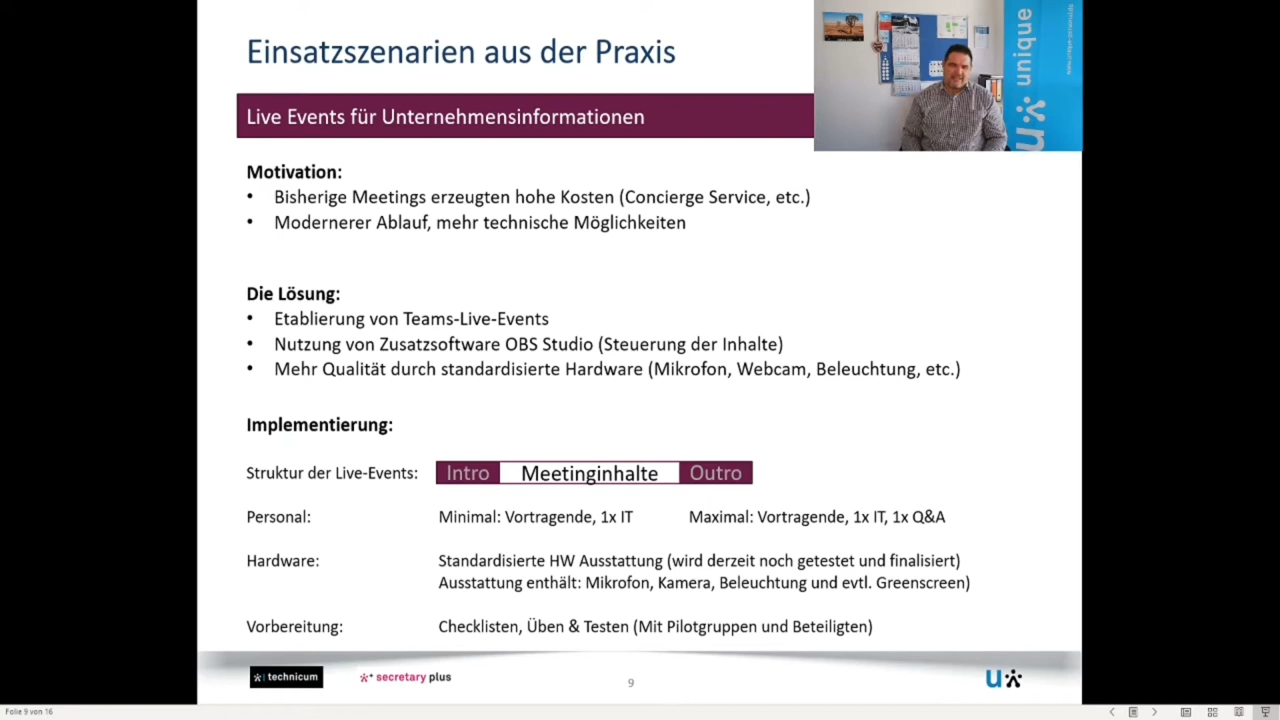 Einsatzszenarien aus der Praxis
Live Events für Unternehmensinformationen
unique
u
Motivation:
• Bisherige Meetings erzeugten hohe Kosten (Concierge Service, etc.)
• Modernerer Ablauf, mehr technische Möglichkeiten
Die Lösung:
• Etablierung von Teams-Live-Events
• Nutzung von Zusatzsoftware OBS Studio (Steuerung der Inhalte)
• Mehr Qualität durch standardisierte Hardware (Mikrofon, Webcam, Beleuchtung, etc.)
Implementierung:
Struktur der Live-Events: Intro Meetinginhalte Outro
Personal: Minimal: Vortragende, 1x IT Maximal: Vortragende, 1x IT, 1x Q&A
Hardware: Standardisierte HW Ausstattung (wird derzeit noch getestet und finalisiert)
Ausstattung enthält: Mikrofon, Kamera, Beleuchtung und evtl. Greenscreen)
Vorbereitung: Checklisten, Üben & Testen (Mit Pilotgruppen und Beteiligten)
technicum secretary plus 9 u
Folie 9 von 16